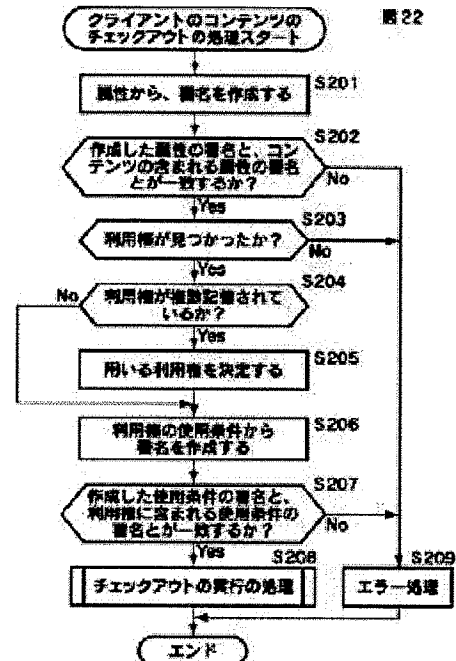 図22
クライアントのコンテンツの
チェックアウトの処理スタート
S201
属性から、署名を作成する
S202
作成した属性の署名と、コン
テンツの含まれる属性の署名
とが一致するか?
No
Yes
S203
利用権が見つかったか?
No
Yes
S204
No
利用権が複数記憶されて
いるか?
Yes
S205
用いる利用権を決定する
S206
利用権の使用条件から
署名を作成する
S207
作成した使用条件の署名と、
利用権に含まれる使用条件の
署名とが一致するか?
No
Yes
S208
チェックアウトの実行の処理
S209
エラー処理
エンド